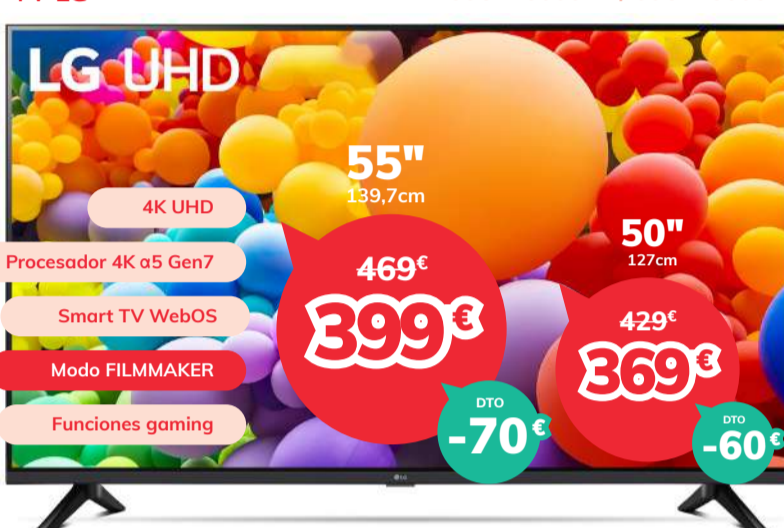 LG UHD
55"
139,7cm
469€
399€
DTO
-70€
50"
127cm
429€
369€
DTO
-60€
4K UHD
Procesador 4K α5 Gen7
Smart TV WebOS
Modo FILMMAKER
Funciones gaming
LG